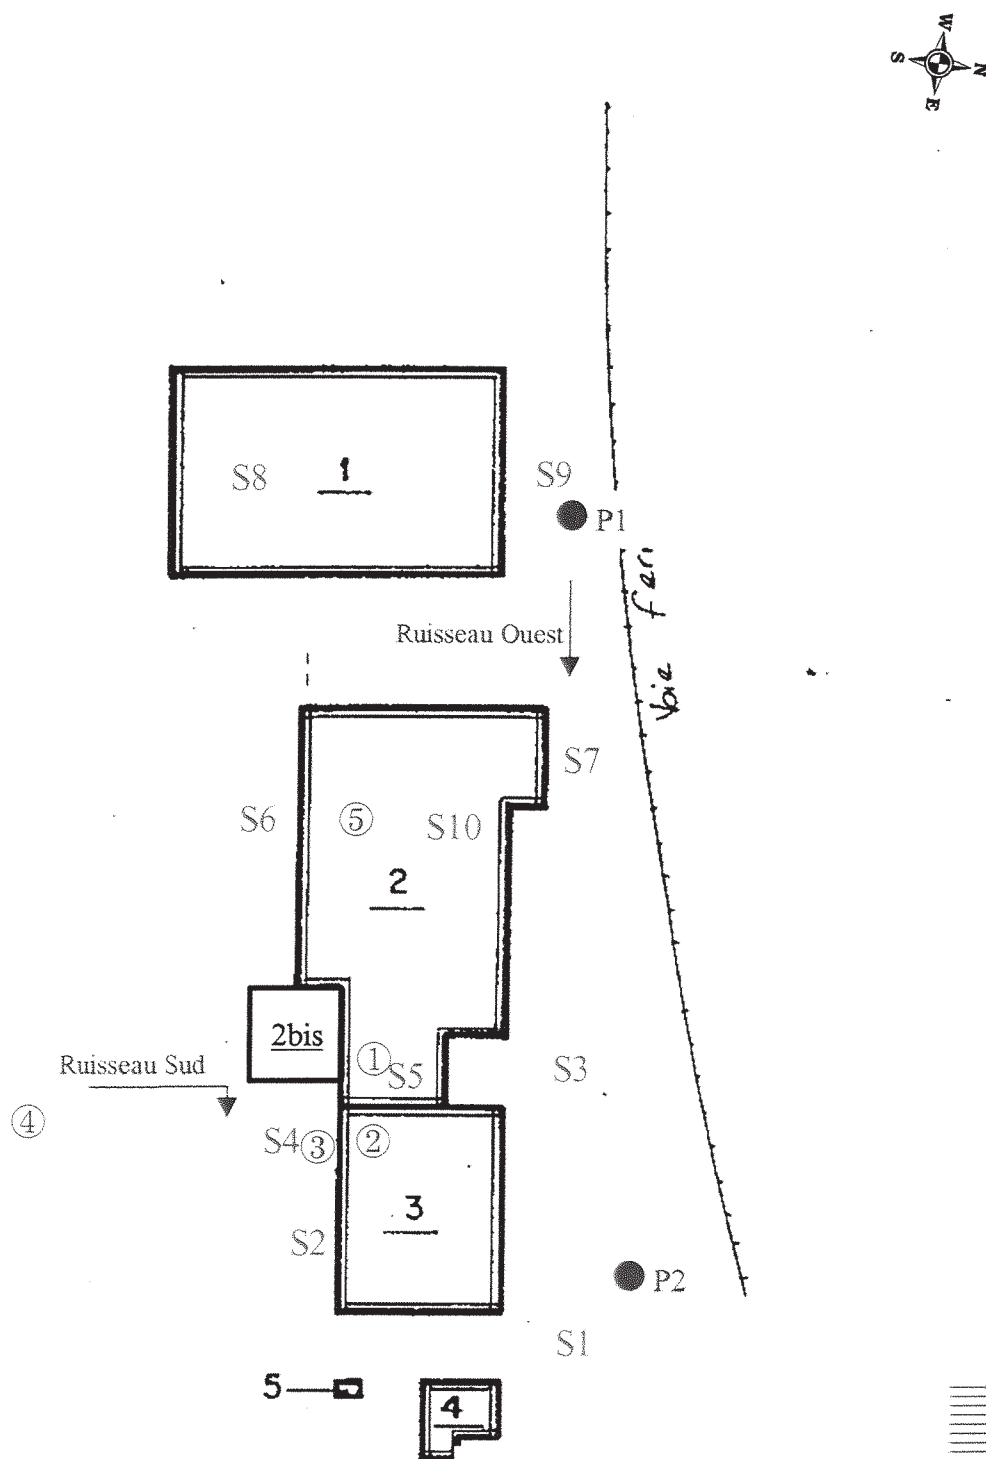 W
S
N
E
S8
1
S9
P1
Ruisseau Ouest
Voie fer
S7
S6
⑤
S10
2
2bis
Ruisseau Sud
①
S5
S3
④
S4
③
②
3
S2
P2
S1
5
4